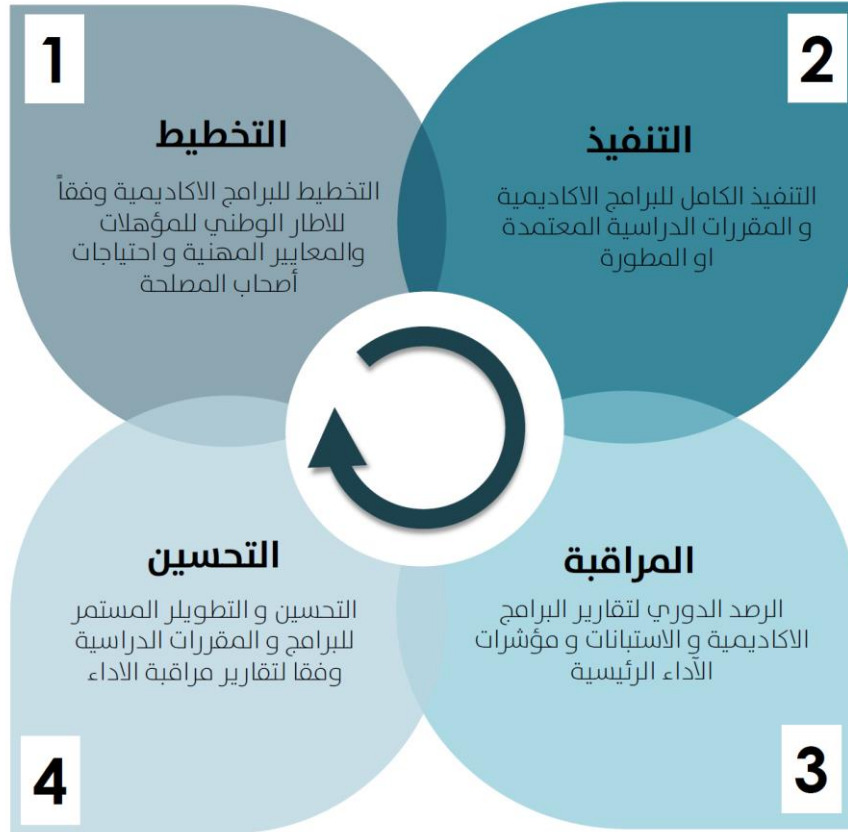 1
التخطيط
التخطيط للبرامج الاكاديمية وفقاً
للاطار الوطني للمؤهلات
والمعايير المهنية و احتياجات
أصحاب المصلحة
2
التنفيذ
التنفيذ الكامل للبرامج الاكاديمية
و المقررات الدراسية المعتمدة
او المطورة
المراقبة
الرصد الدوري لتقارير البرامج
الاكاديمية و الاستبانات و مؤشرات
الآداء الرئيسية
3
التحسين
التحسين و التطويلر المستمر
للبرامج و المقررات الدراسية
وفقا لتقارير مراقبة الاداء
4